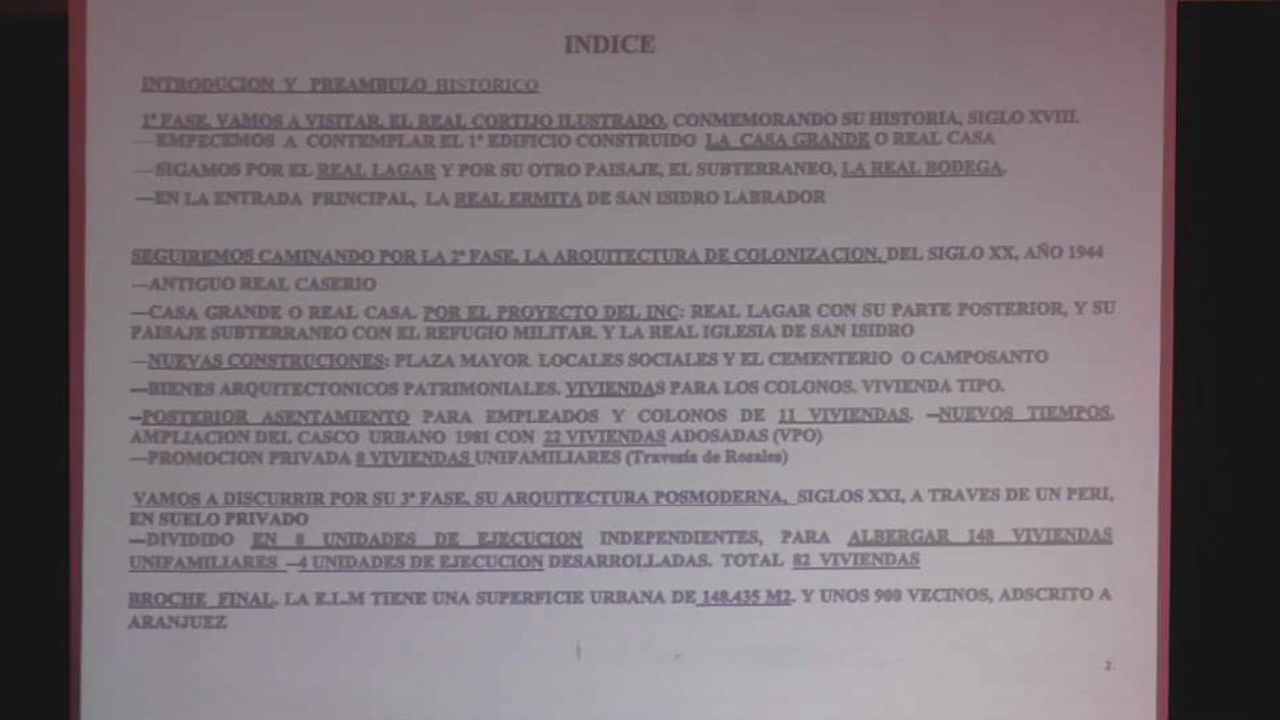 INDICE
INTRODUCION Y PREAMBULO HISTORICO
1ª FASE. VAMOS A VISITAR. EL REAL CORTIJO ILUSTRADO, CONMEMORANDO SU HISTORIA, SIGLO XVIII.
—EMPECEMOS A CONTEMPLAR EL 1º EDIFICIO CONSTRUIDO LA CASA GRANDE O REAL CASA
—SIGAMOS POR EL REAL LAGAR Y POR SU OTRO PAISAJE, EL SUBTERRANEO, LA REAL BODEGA.
—EN LA ENTRADA PRINCIPAL, LA REAL ERMITA DE SAN ISIDRO LABRADOR
SEGUIREMOS CAMINANDO POR LA 2ª FASE. LA ARQUITECTURA DE COLONIZACION, DEL SIGLO XX, AÑO 1944
—ANTIGUO REAL CASERIO
—CASA GRANDE O REAL CASA. POR EL PROYECTO DEL INC: REAL LAGAR CON SU PARTE POSTERIOR, Y SU
PAISAJE SUBTERRANEO CON EL REFUGIO MILITAR. Y LA REAL IGLESIA DE SAN ISIDRO
—NUEVAS CONSTRUCIONES: PLAZA MAYOR LOCALES SOCIALES Y EL CEMENTERIO O CAMPOSANTO
—BIENES ARQUITECTONICOS PATRIMONIALES. VIVIENDAS PARA LOS COLONOS. VIVIENDA TIPO.
—POSTERIOR ASENTAMIENTO PARA EMPLEADOS Y COLONOS DE 11 VIVIENDAS. —NUEVOS TIEMPOS.
AMPLIACION DEL CASCO URBANO 1981 CON 22 VIVIENDAS ADOSADAS (VPO)
—PROMOCION PRIVADA 8 VIVIENDAS UNIFAMILIARES (Travesía de Rosales)
VAMOS A DISCURRIR POR SU 3ª FASE, SU ARQUITECTURA POSMODERNA, SIGLOS XXI, A TRAVES DE UN PERI,
EN SUELO PRIVADO
—DIVIDIDO EN 8 UNIDADES DE EJECUCION INDEPENDIENTES, PARA ALBERGAR 148 VIVIENDAS
UNIFAMILIARES —4 UNIDADES DE EJECUCION DESARROLLADAS. TOTAL 82 VIVIENDAS
BROCHE FINAL. LA E.L.M TIENE UNA SUPERFICIE URBANA DE 148.435 M2. Y UNOS 900 VECINOS, ADSCRITO A
ARANJUEZ
2